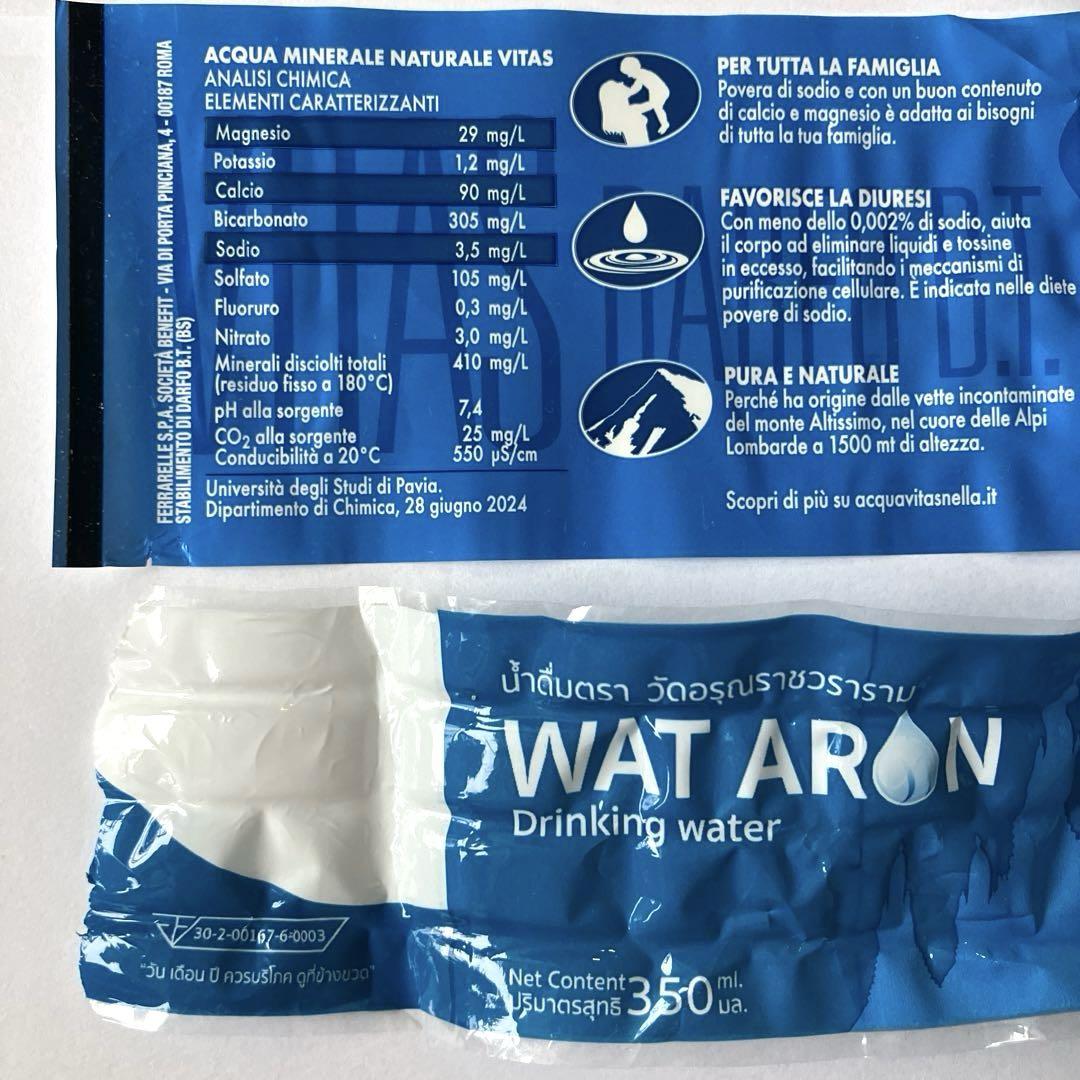 FERRARELLE S.P.A. SOCIETÀ BENEFIT - VIA DI PORTA PINCIANA, 4 - 00187 ROMA
STABILIMENTO DI DARFO B.T. (BS)
ACQUA MINERALE NATURALE VITAS
ANALISI CHIMICA
ELEMENTI CARATTERIZZANTI
Magnesio 29 mg/L
Potassio 1,2 mg/L
Calcio 90 mg/L
Bicarbonato 305 mg/L
Sodio 3,5 mg/L
Solfato 105 mg/L
Fluoruro 0,3 mg/L
Nitrato 3,0 mg/L
Minerali disciolti totali 410 mg/L
(residuo fisso a 180°C)
pH alla sorgente 7,4
CO2 alla sorgente 25 mg/L
Conducibilità a 20°C 550 µS/cm
Università degli Studi di Pavia.
Dipartimento di Chimica, 28 giugno 2024
PER TUTTA LA FAMIGLIA
Povera di sodio e con un buon contenuto
di calcio e magnesio è adatta ai bisogni
di tutta la tua famiglia.
FAVORISCE LA DIURESI
Con meno dello 0,002% di sodio, aiuta
il corpo ad eliminare liquidi e tossine
in eccesso, facilitando i meccanismi di
purificazione cellulare. È indicata nelle diete
povere di sodio.
PURA E NATURALE
Perché ha origine dalle vette incontaminate
del monte Altissimo, nel cuore delle Alpi
Lombarde a 1500 mt di altezza.
Scopri di più su acquavitasnella.it
น้ำดื่มตรา วัดอรุณราชวราราม
WAT ARUN
Drinking water
30-2-00167-6-0003
"วัน เดือน ปี ควรบริโภค ดูที่ข้างขวด"
Net Content 350 ml.
ปริมาตรสุทธิ มล.